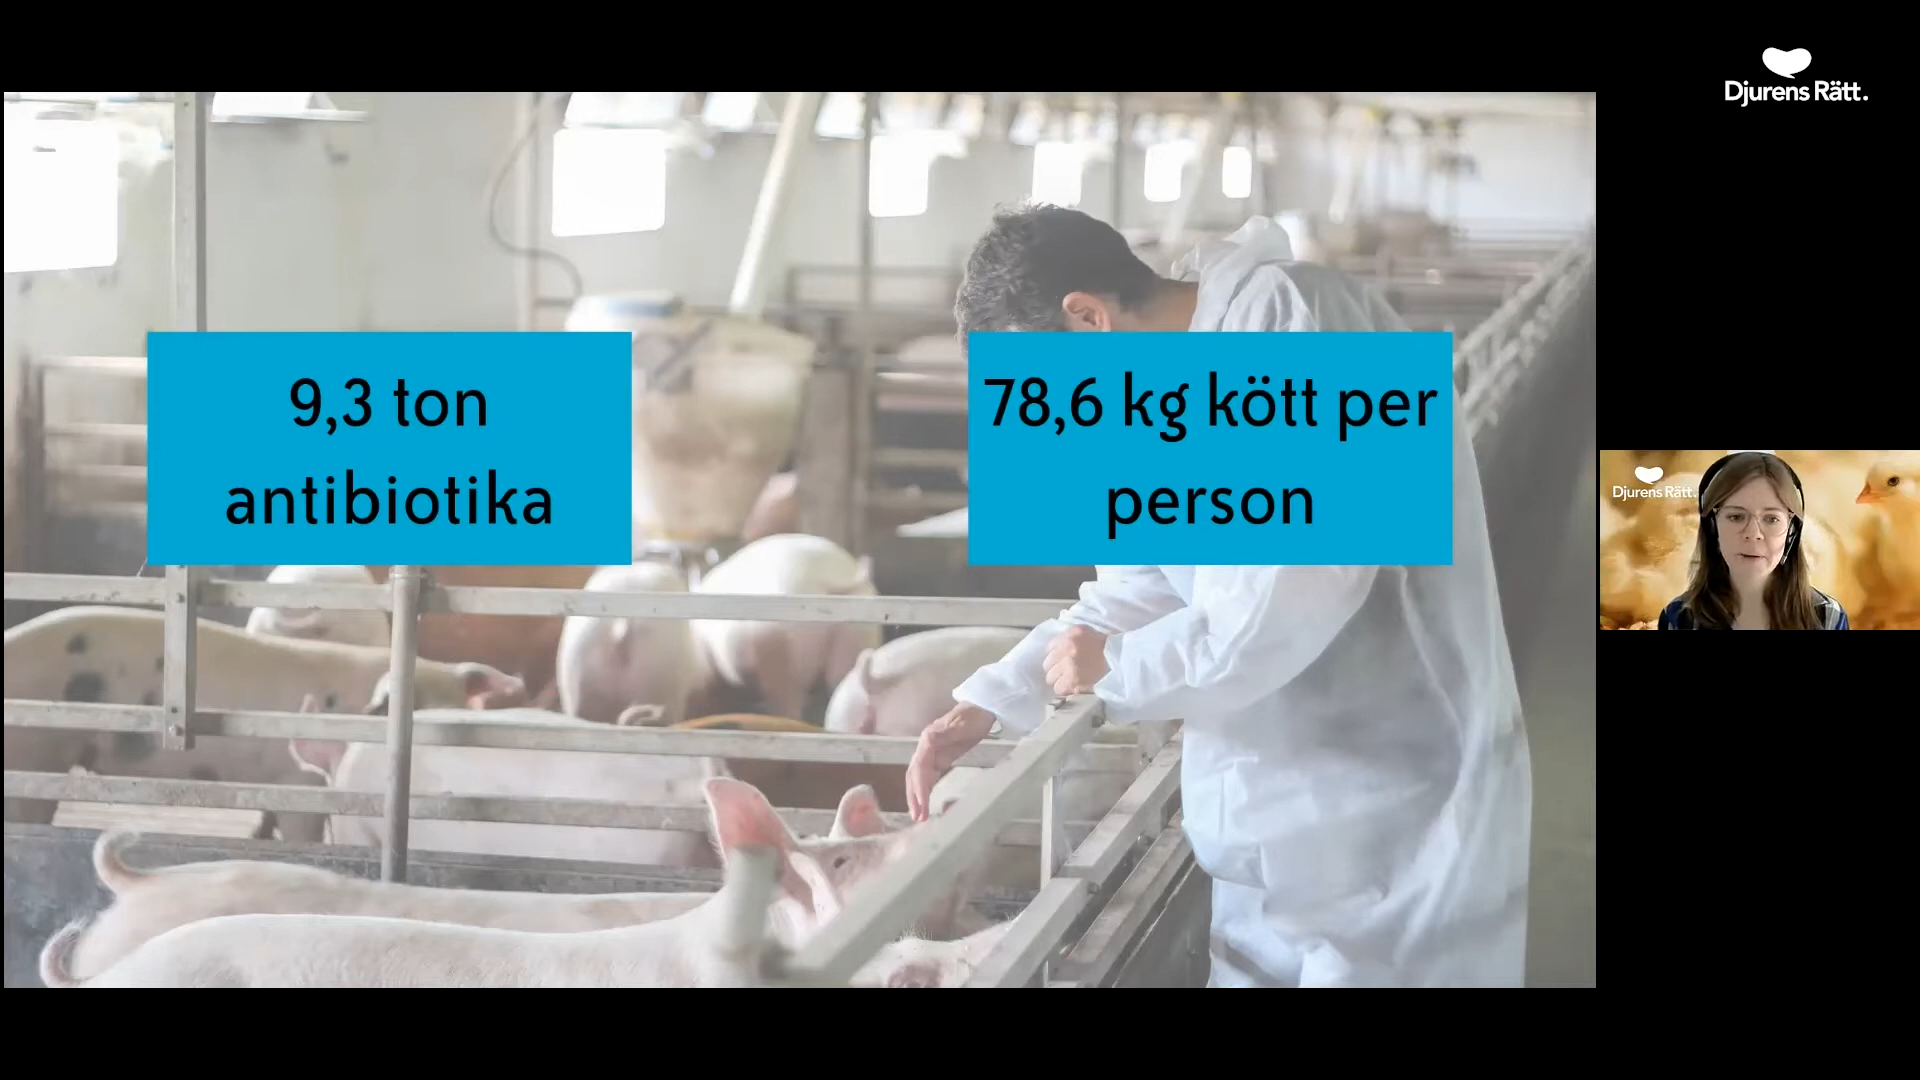 Djurens Rätt.
9,3 ton
antibiotika
78,6 kg kött per
person
Djurens Rätt.